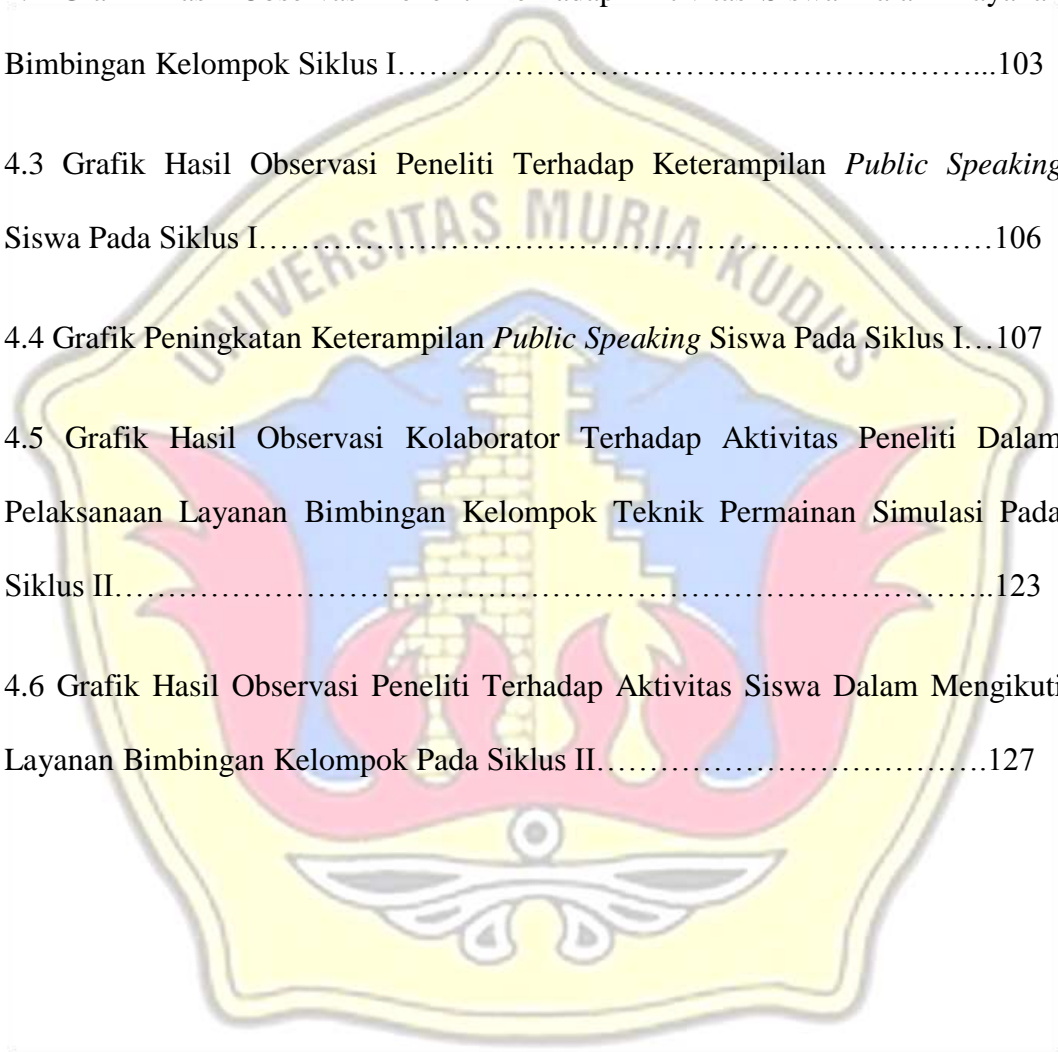 Bimbingan Kelompok Siklus I…………………………………………………...103
4.3 Grafik Hasil Observasi Peneliti Terhadap Keterampilan Public Speaking
Siswa Pada Siklus I……………………………………………………………106
4.4 Grafik Peningkatan Keterampilan Public Speaking Siswa Pada Siklus I…107
4.5 Grafik Hasil Observasi Kolaborator Terhadap Aktivitas Peneliti Dalam
Pelaksanaan Layanan Bimbingan Kelompok Teknik Permainan Simulasi Pada
Siklus II………………………………………………………………………..123
4.6 Grafik Hasil Observasi Peneliti Terhadap Aktivitas Siswa Dalam Mengikuti
Layanan Bimbingan Kelompok Pada Siklus II……………………………….127
UNIVERSITAS MURIA KUDUS